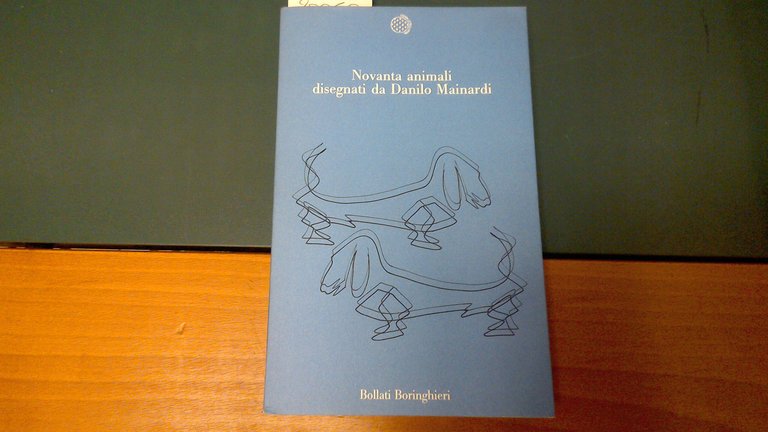 Novanta animali
disegnati da Danilo Mainardi
Bollati Boringhieri